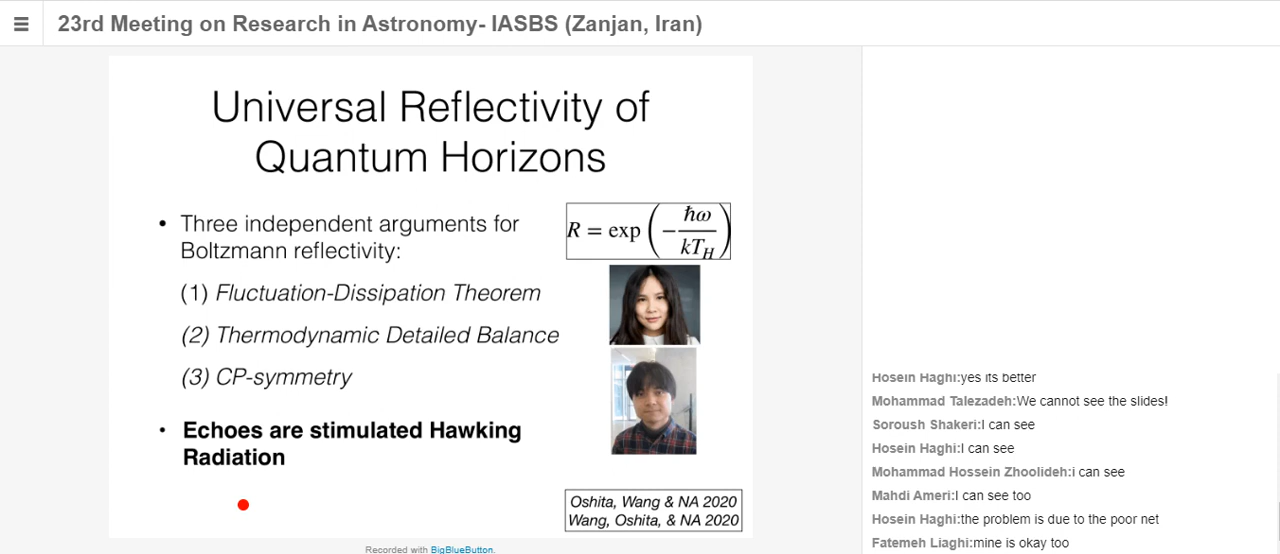 23rd Meeting on Research in Astronomy- IASBS (Zanjan, Iran)
Universal Reflectivity of
Quantum Horizons
• Three independent arguments for
Boltzmann reflectivity:
(1) Fluctuation-Dissipation Theorem
(2) Thermodynamic Detailed Balance
(3) CP-symmetry
• Echoes are stimulated Hawking
Radiation
R = exp(-ħω/kT_H)
Oshita, Wang & NA 2020
Wang, Oshita, & NA 2020
Recorded with BigBlueButton.
Hosein Haghi:yes its better
Mohammad Talezadeh:We cannot see the slides!
Soroush Shakeri:I can see
Hosein Haghi:I can see
Mohammad Hossein Zhoolideh:i can see
Mahdi Ameri:I can see too
Hosein Haghi:the problem is due to the poor net
Fatemeh Liaghi:mine is okay too